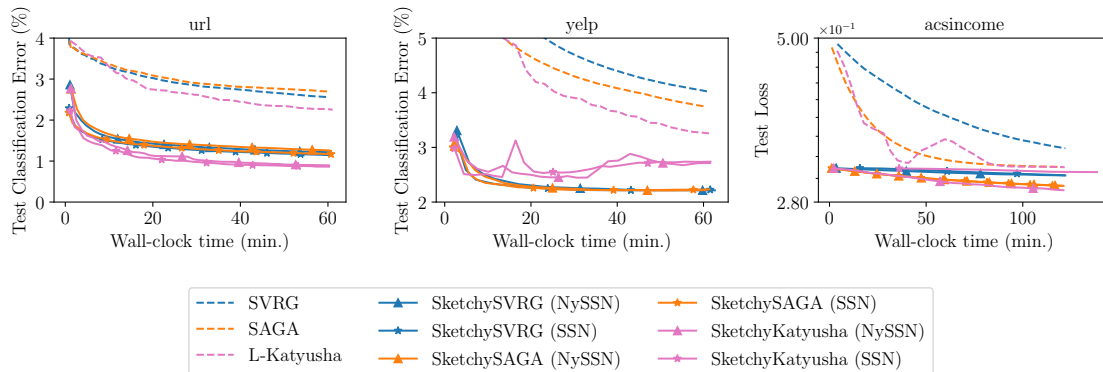 url
Test Classification Error (%)
4
3
2
1
0
0
20
40
60
Wall-clock time (min.)
yelp
Test Classification Error (%)
5
4
3
2
0
20
40
60
Wall-clock time (min.)
acsincome
×10⁻¹
Test Loss
5.00
2.80
0
50
100
Wall-clock time (min.)
SVRG
SAGA
L-Katyusha
SketchySVRG (NySSN)
SketchySVRG (SSN)
SketchySAGA (NySSN)
SketchySAGA (SSN)
SketchyKatyusha (NySSN)
SketchyKatyusha (SSN)